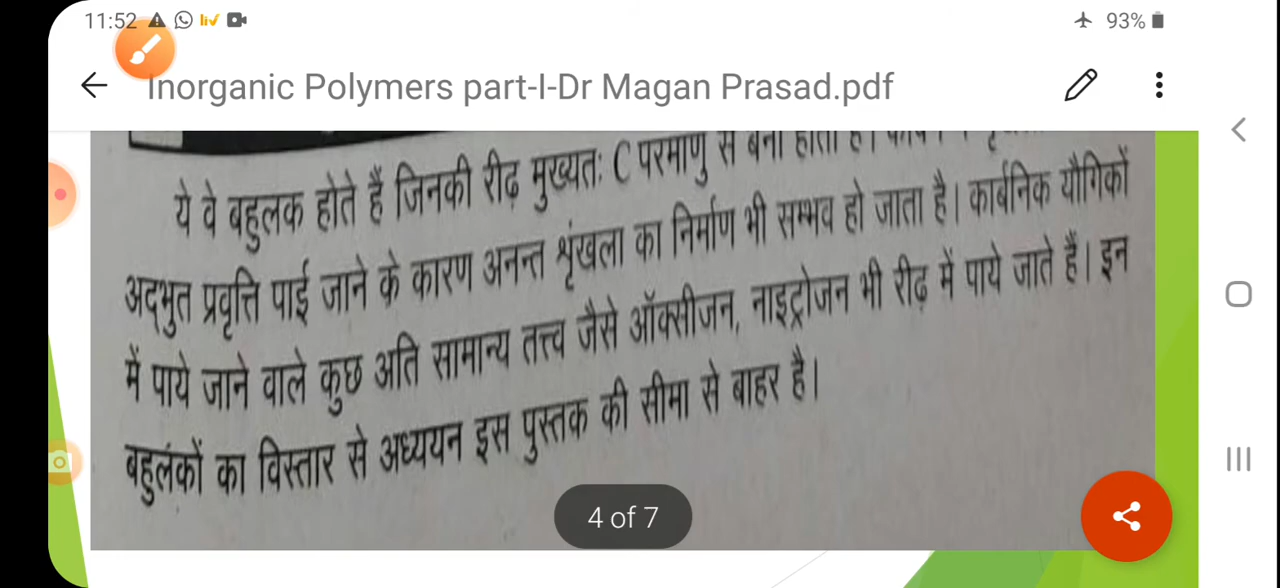 11:52 liv 93%
Inorganic Polymers part-I-Dr Magan Prasad.pdf
ये वे बहुलक होते हैं जिनकी रीढ़ मुख्यतः C परमाणु से बना होता है।
अद्भुत प्रवृत्ति पाई जाने के कारण अनन्त शृंखला का निर्माण भी सम्भव हो जाता है। कार्बनिक यौगिकों
में पाये जाने वाले कुछ अति सामान्य तत्त्व जैसे ऑक्सीजन, नाइट्रोजन भी रीढ़ में पाये जाते हैं। इन
बहुलंकों का विस्तार से अध्ययन इस पुस्तक की सीमा से बाहर है।
4 of 7